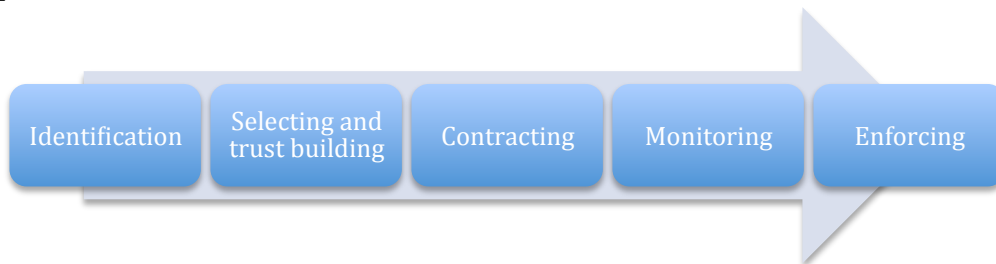 Identification
Selecting and
trust building
Contracting
Monitoring
Enforcing